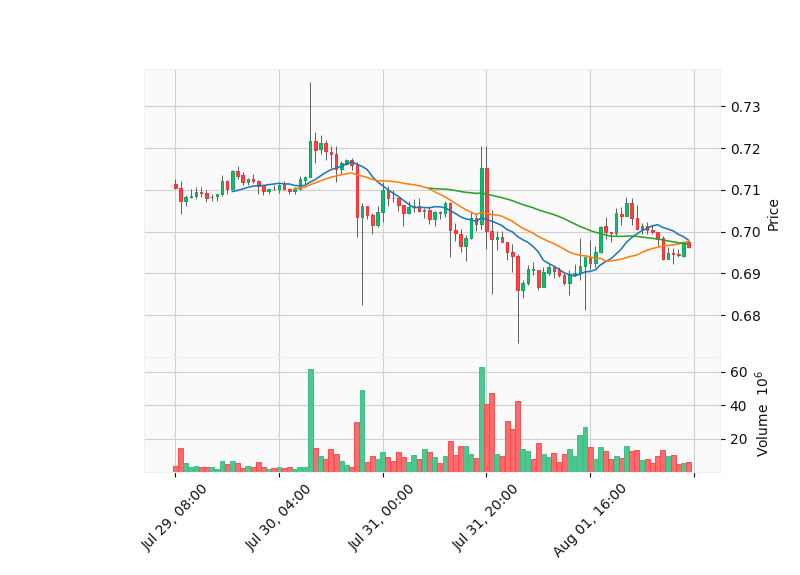 0.73
0.72
0.71
0.70
0.69
0.68
Price
60
40
20
Volume 10^6
Jul 29, 08:00
Jul 30, 04:00
Jul 31, 00:00
Jul 31, 20:00
Aug 01, 16:00